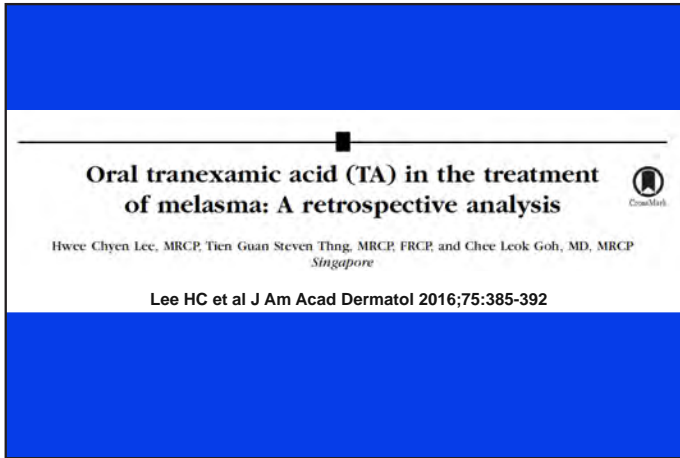 Oral tranexamic acid (TA) in the treatment
of melasma: A retrospective analysis
CrossMark
Hwee Chyen Lee, MRCP, Tien Guan Steven Thng, MRCP, FRCP, and Chee Leok Goh, MD, MRCP
Singapore
Lee HC et al J Am Acad Dermatol 2016;75:385-392